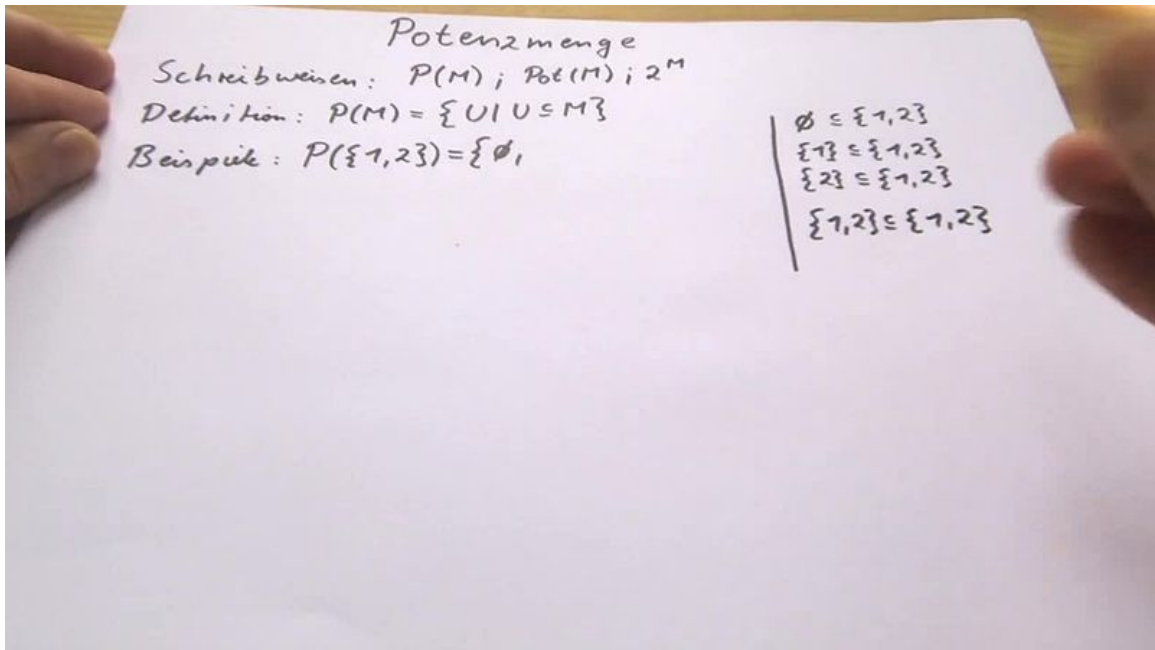 Potenzmenge
Schreibweisen: P(M); Pot(M); 2^M
Definition: P(M) = {U | U ⊆ M}
Beispiele: P({1,2}) = {∅,
∅ ⊆ {1,2}
{1} ⊆ {1,2}
{2} ⊆ {1,2}
{1,2} ⊆ {1,2}